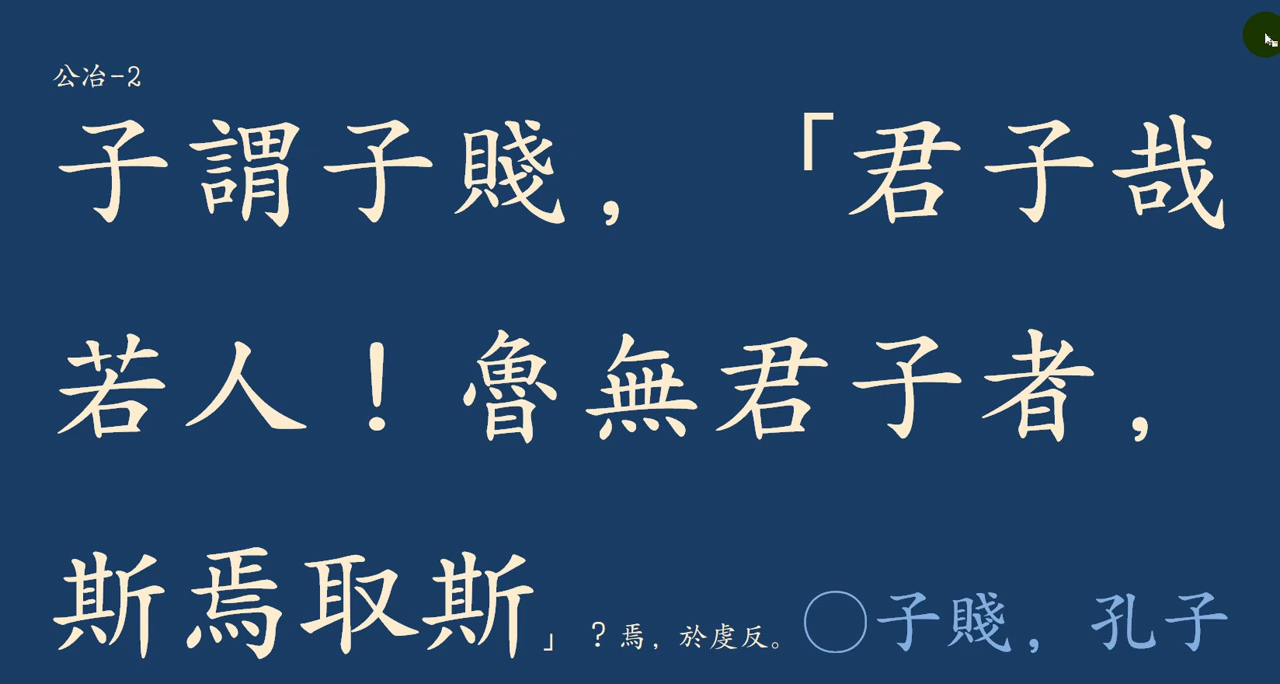 公冶-2
子謂子賤，「君子哉
若人！魯無君子者，
斯焉取斯」？焉，於虔反。◯子賤，孔子